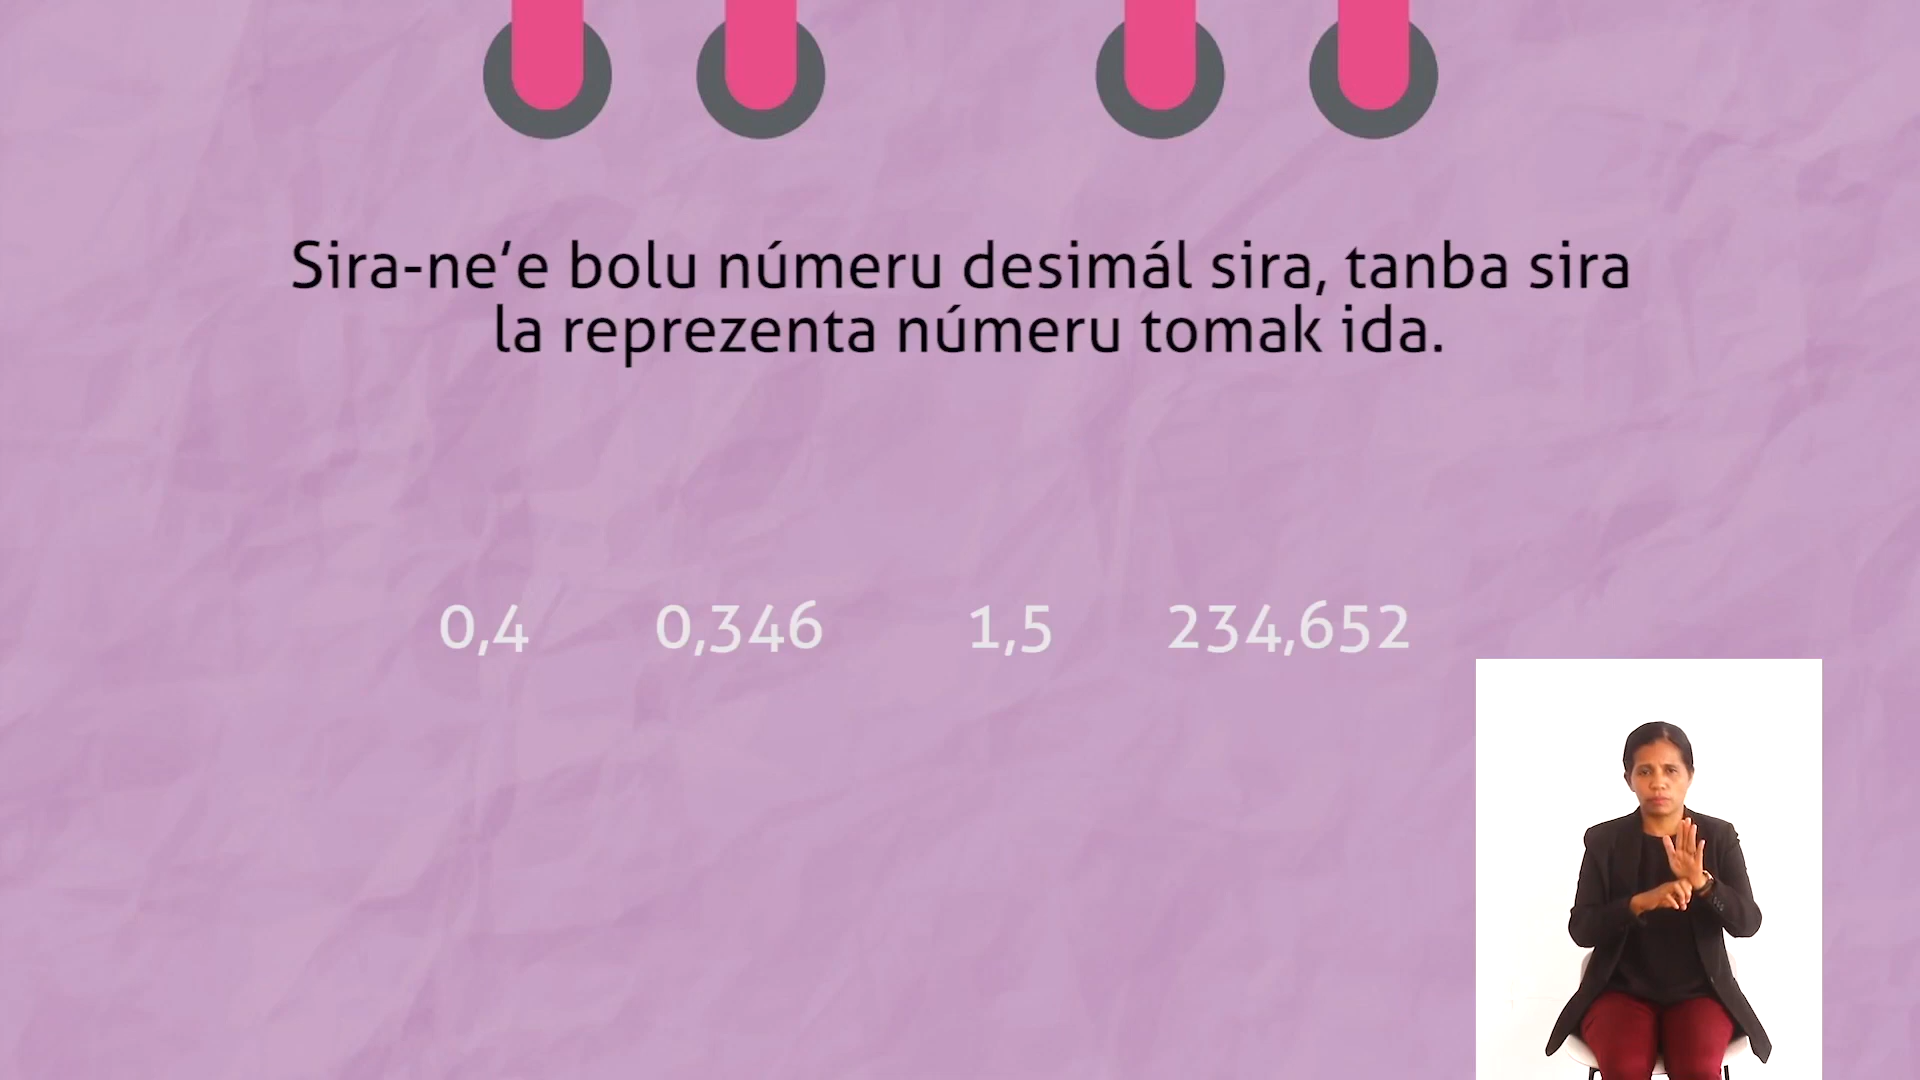 Sira-ne’e bolu númeru desimál sira, tanba sira
la reprezenta númeru tomak ida.
0,4 0,346 1,5 234,652